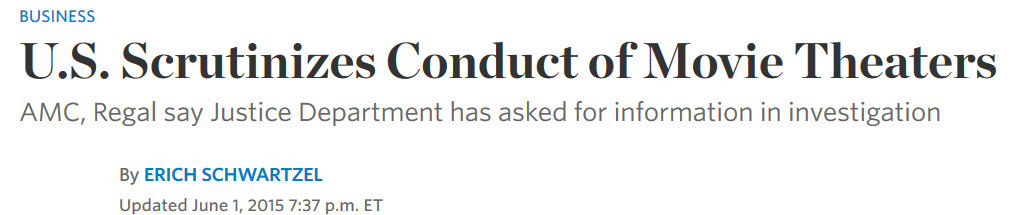 BUSINESS
U.S. Scrutinizes Conduct of Movie Theaters
AMC, Regal say Justice Department has asked for information in investigation
By ERICH SCHWARTZEL
Updated June 1, 2015 7:37 p.m. ET